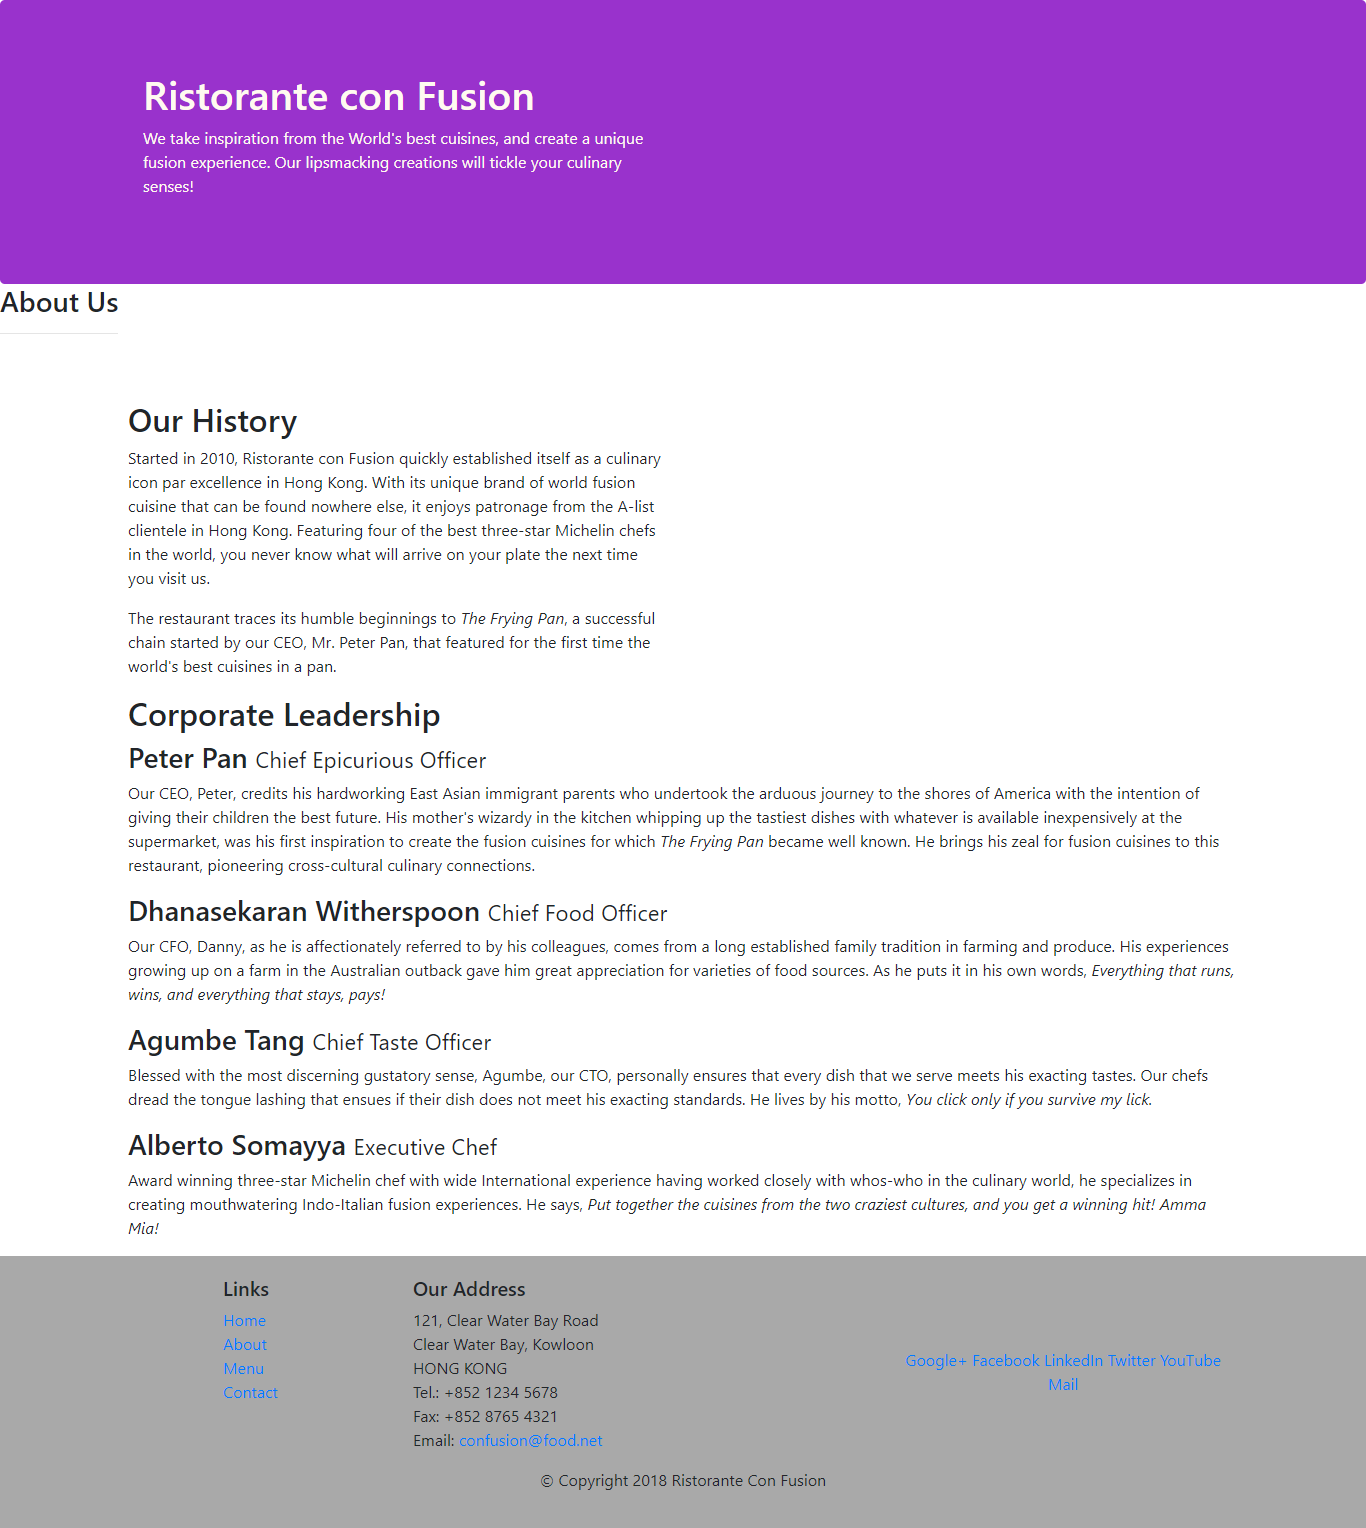 Ristorante con Fusion
We take inspiration from the World's best cuisines, and create a unique
fusion experience. Our lipsmacking creations will tickle your culinary
senses!
About Us
Our History
Started in 2010, Ristorante con Fusion quickly established itself as a culinary
icon par excellence in Hong Kong. With its unique brand of world fusion
cuisine that can be found nowhere else, it enjoys patronage from the A-list
clientele in Hong Kong. Featuring four of the best three-star Michelin chefs
in the world, you never know what will arrive on your plate the next time
you visit us.
The restaurant traces its humble beginnings to The Frying Pan, a successful
chain started by our CEO, Mr. Peter Pan, that featured for the first time the
world's best cuisines in a pan.
Corporate Leadership
Peter Pan Chief Epicurious Officer
Our CEO, Peter, credits his hardworking East Asian immigrant parents who undertook the arduous journey to the shores of America with the intention of
giving their children the best future. His mother's wizardy in the kitchen whipping up the tastiest dishes with whatever is available inexpensively at the
supermarket, was his first inspiration to create the fusion cuisines for which The Frying Pan became well known. He brings his zeal for fusion cuisines to this
restaurant, pioneering cross-cultural culinary connections.
Dhanasekaran Witherspoon Chief Food Officer
Our CFO, Danny, as he is affectionately referred to by his colleagues, comes from a long established family tradition in farming and produce. His experiences
growing up on a farm in the Australian outback gave him great appreciation for varieties of food sources. As he puts it in his own words, Everything that runs,
wins, and everything that stays, pays!
Agumbe Tang Chief Taste Officer
Blessed with the most discerning gustatory sense, Agumbe, our CTO, personally ensures that every dish that we serve meets his exacting tastes. Our chefs
dread the tongue lashing that ensues if their dish does not meet his exacting standards. He lives by his motto, You click only if you survive my lick.
Alberto Somayya Executive Chef
Award winning three-star Michelin chef with wide International experience having worked closely with whos-who in the culinary world, he specializes in
creating mouthwatering Indo-Italian fusion experiences. He says, Put together the cuisines from the two craziest cultures, and you get a winning hit! Amma
Mia!
Links
Home
About
Menu
Contact
Our Address
121, Clear Water Bay Road
Clear Water Bay, Kowloon
HONG KONG
Tel.: +852 1234 5678
Fax: +852 8765 4321
Email: confusion@food.net
Google+ Facebook LinkedIn Twitter YouTube
Mail
© Copyright 2018 Ristorante Con Fusion